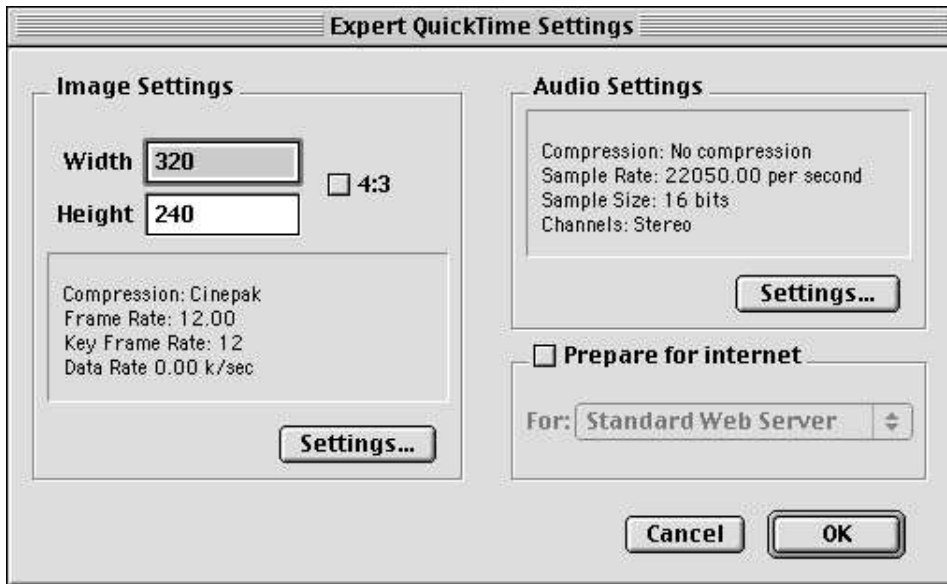 Expert QuickTime Settings
Image Settings
Width 320
4:3
Height 240
Compression: Cinepak
Frame Rate: 12.00
Key Frame Rate: 12
Data Rate 0.00 k/sec
Settings...
Audio Settings
Compression: No compression
Sample Rate: 22050.00 per second
Sample Size: 16 bits
Channels: Stereo
Settings...
Prepare for internet
For: Standard Web Server
Cancel
OK